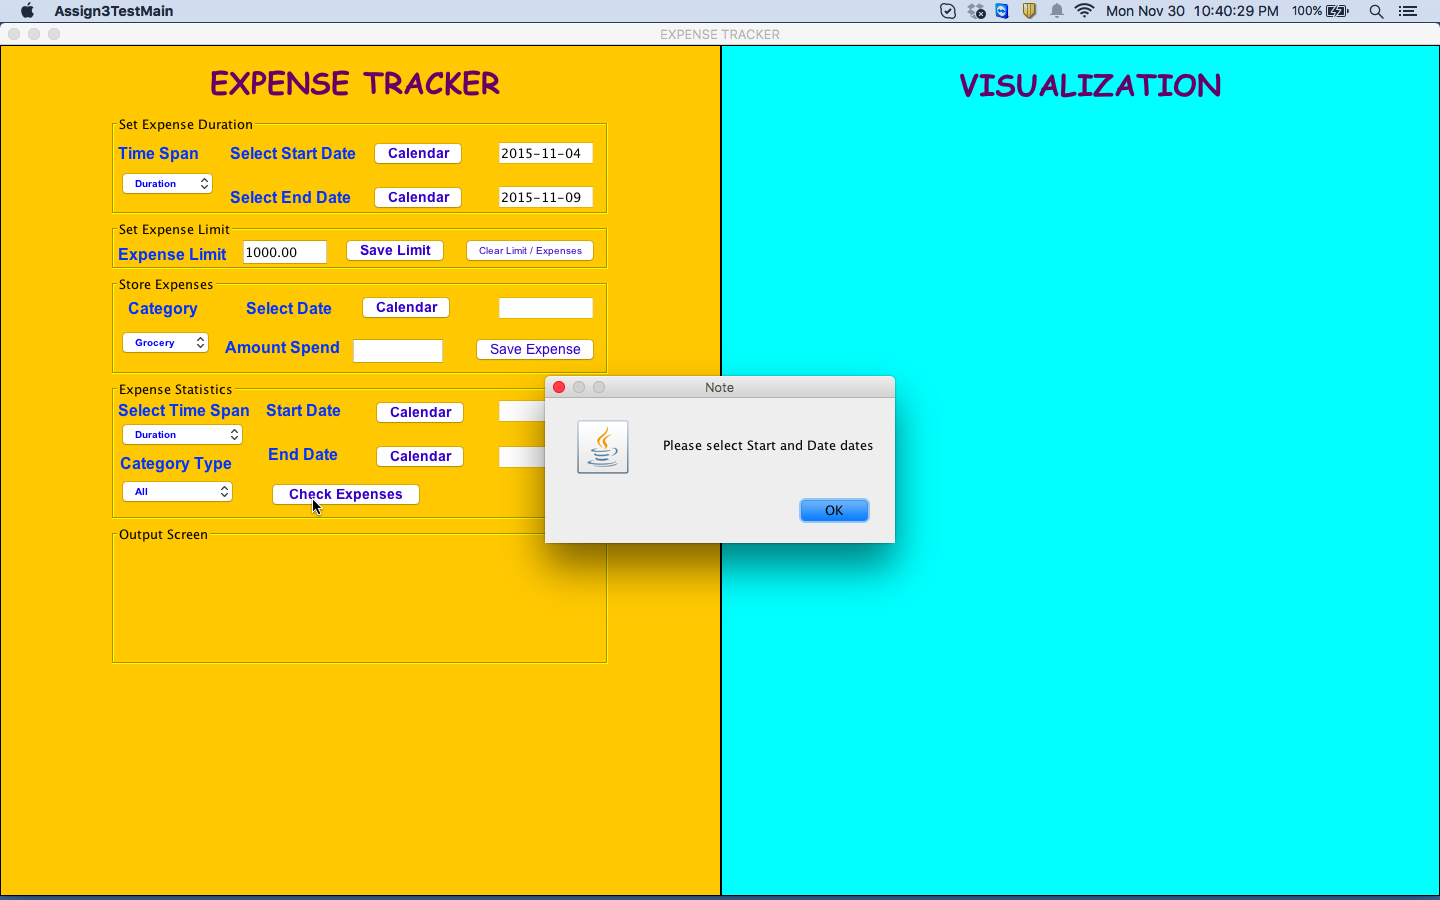 Assign3TestMain
Mon Nov 30 10:40:29 PM 100%
EXPENSE TRACKER
EXPENSE TRACKER
VISUALIZATION
Set Expense Duration
Time Span Select Start Date Calendar 2015-11-04
Duration
Select End Date Calendar 2015-11-09
Set Expense Limit
Expense Limit 1000.00 Save Limit Clear Limit / Expenses
Store Expenses
Category Select Date Calendar
Grocery Amount Spend Save Expense
Expense Statistics
Select Time Span Start Date Calendar
Duration
End Date Calendar
Category Type
All Check Expenses
Output Screen
Note
Please select Start and Date dates
OK